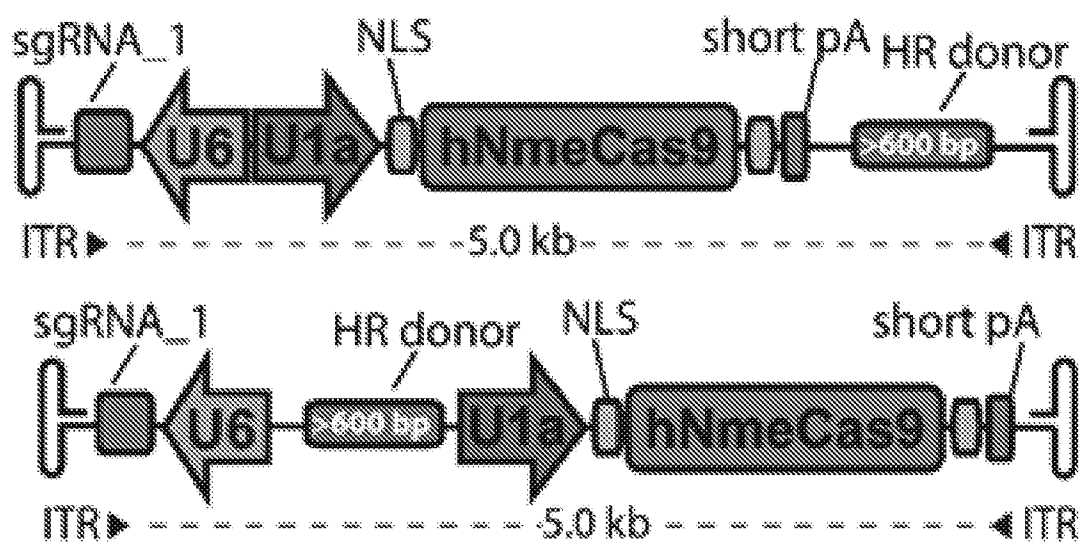 sgRNA_1 NLS short pA HR donor
U6 U1a hNmeCas9 >600 bp
ITR 5.0 kb ITR
sgRNA_1 HR donor NLS short pA
U6 >600 bp U1a hNmeCas9
ITR 5.0 kb ITR